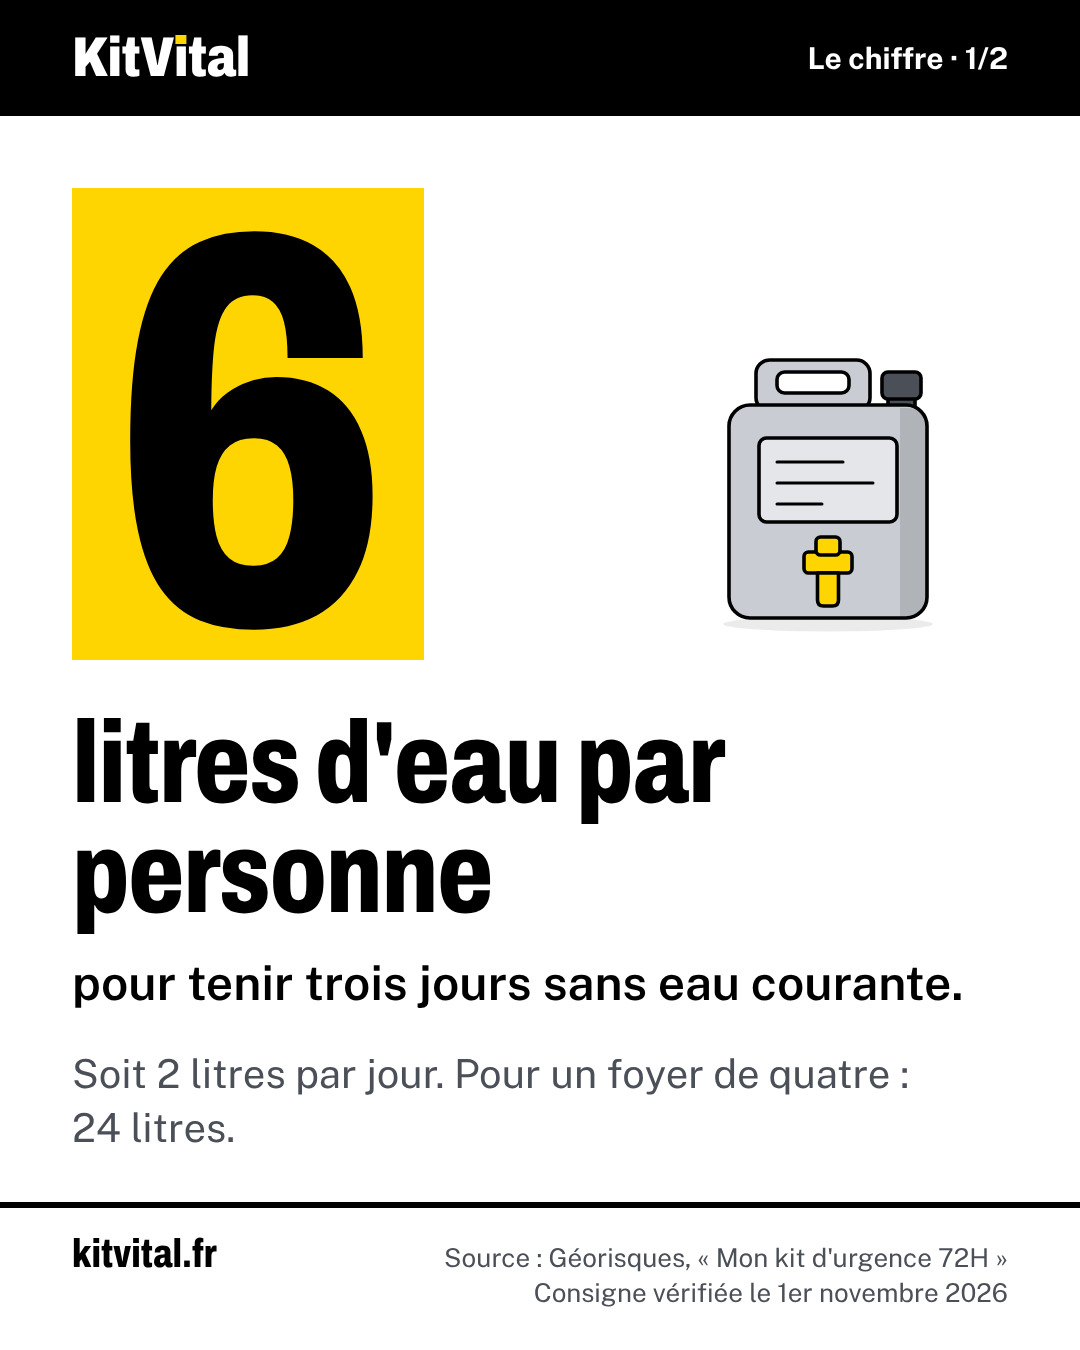 KitVital
Le chiffre · 1/2
6
litres d'eau par
personne
pour tenir trois jours sans eau courante.
Soit 2 litres par jour. Pour un foyer de quatre :
24 litres.
kitvital.fr
Source : Géorisques, « Mon kit d'urgence 72H »
Consigne vérifiée le 1er novembre 2026